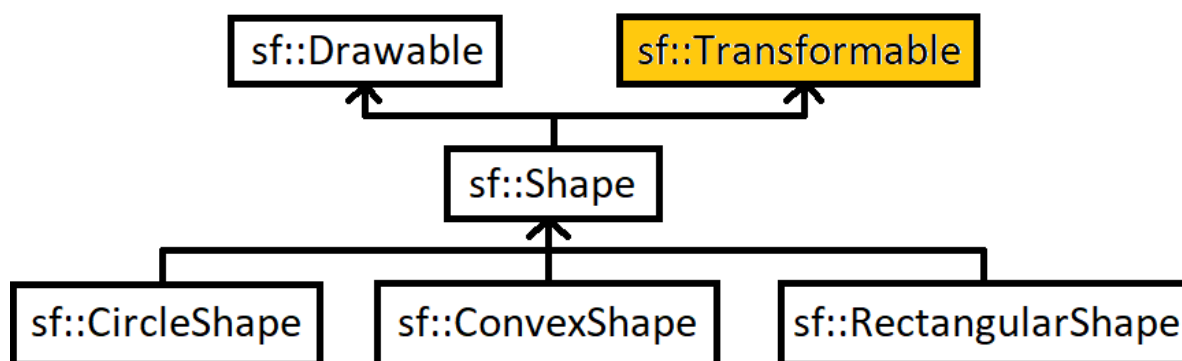 sf::Drawable
sf::Transformable
sf::Shape
sf::CircleShape
sf::ConvexShape
sf::RectangularShape